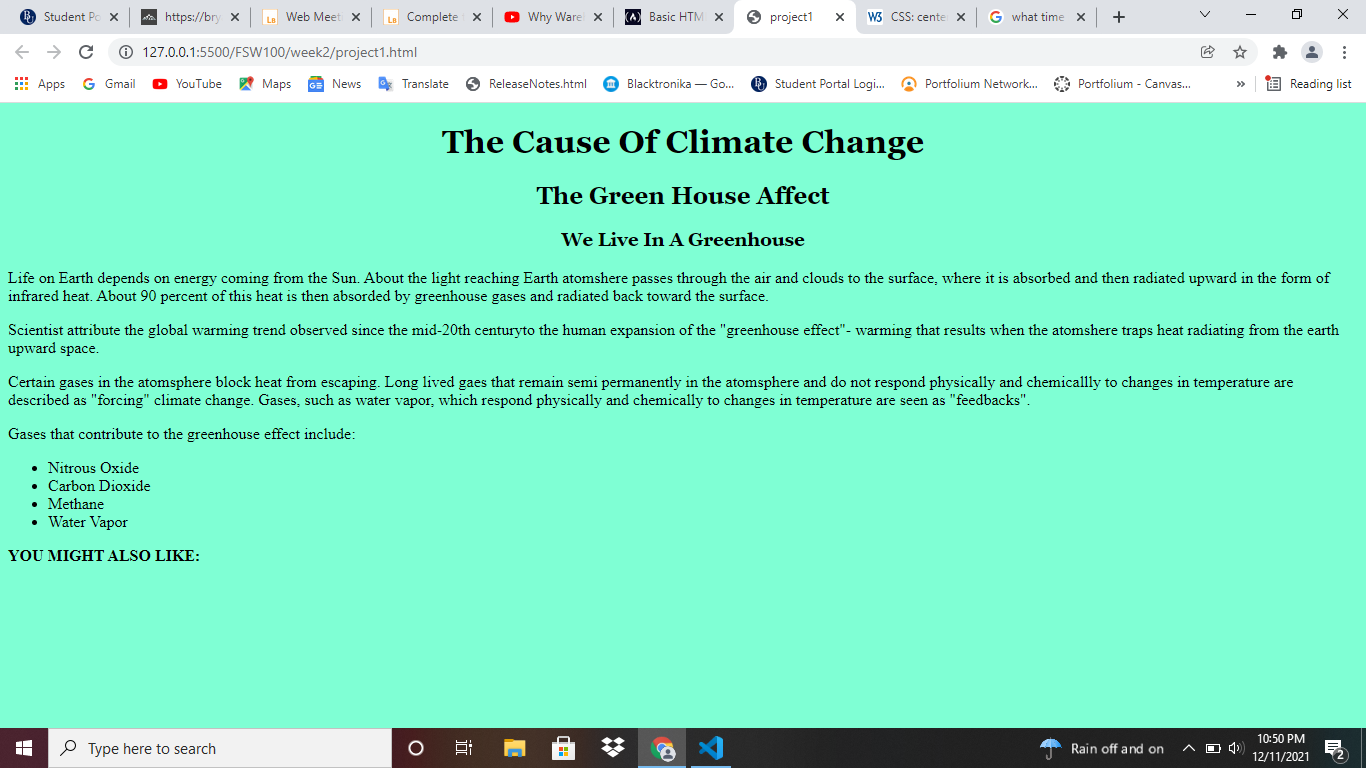 Student Po
https://bry
Web Meet
Complete
Why Ware
Basic HTM
project1
CSS: cente
what time
127.0.0.1:5500/FSW100/week2/project1.html
Apps
Gmail
YouTube
Maps
News
Translate
ReleaseNotes.html
Blacktronika — Go...
Student Portal Logi...
Portfolium Network...
Portfolium - Canvas...
»
Reading list
The Cause Of Climate Change
The Green House Affect
We Live In A Greenhouse
Life on Earth depends on energy coming from the Sun. About the light reaching Earth atomshere passes through the air and clouds to the surface, where it is absorbed and then radiated upward in the form of
infrared heat. About 90 percent of this heat is then absorded by greenhouse gases and radiated back toward the surface.
Scientist attribute the global warming trend observed since the mid-20th centuryto the human expansion of the "greenhouse effect"- warming that results when the atomshere traps heat radiating from the earth
upward space.
Certain gases in the atomsphere block heat from escaping. Long lived gaes that remain semi permanently in the atomsphere and do not respond physically and chemicallly to changes in temperature are
described as "forcing" climate change. Gases, such as water vapor, which respond physically and chemically to changes in temperature are seen as "feedbacks".
Gases that contribute to the greenhouse effect include:
• Nitrous Oxide
• Carbon Dioxide
• Methane
• Water Vapor
YOU MIGHT ALSO LIKE:
Type here to search
Rain off and on
10:50 PM
12/11/2021
2